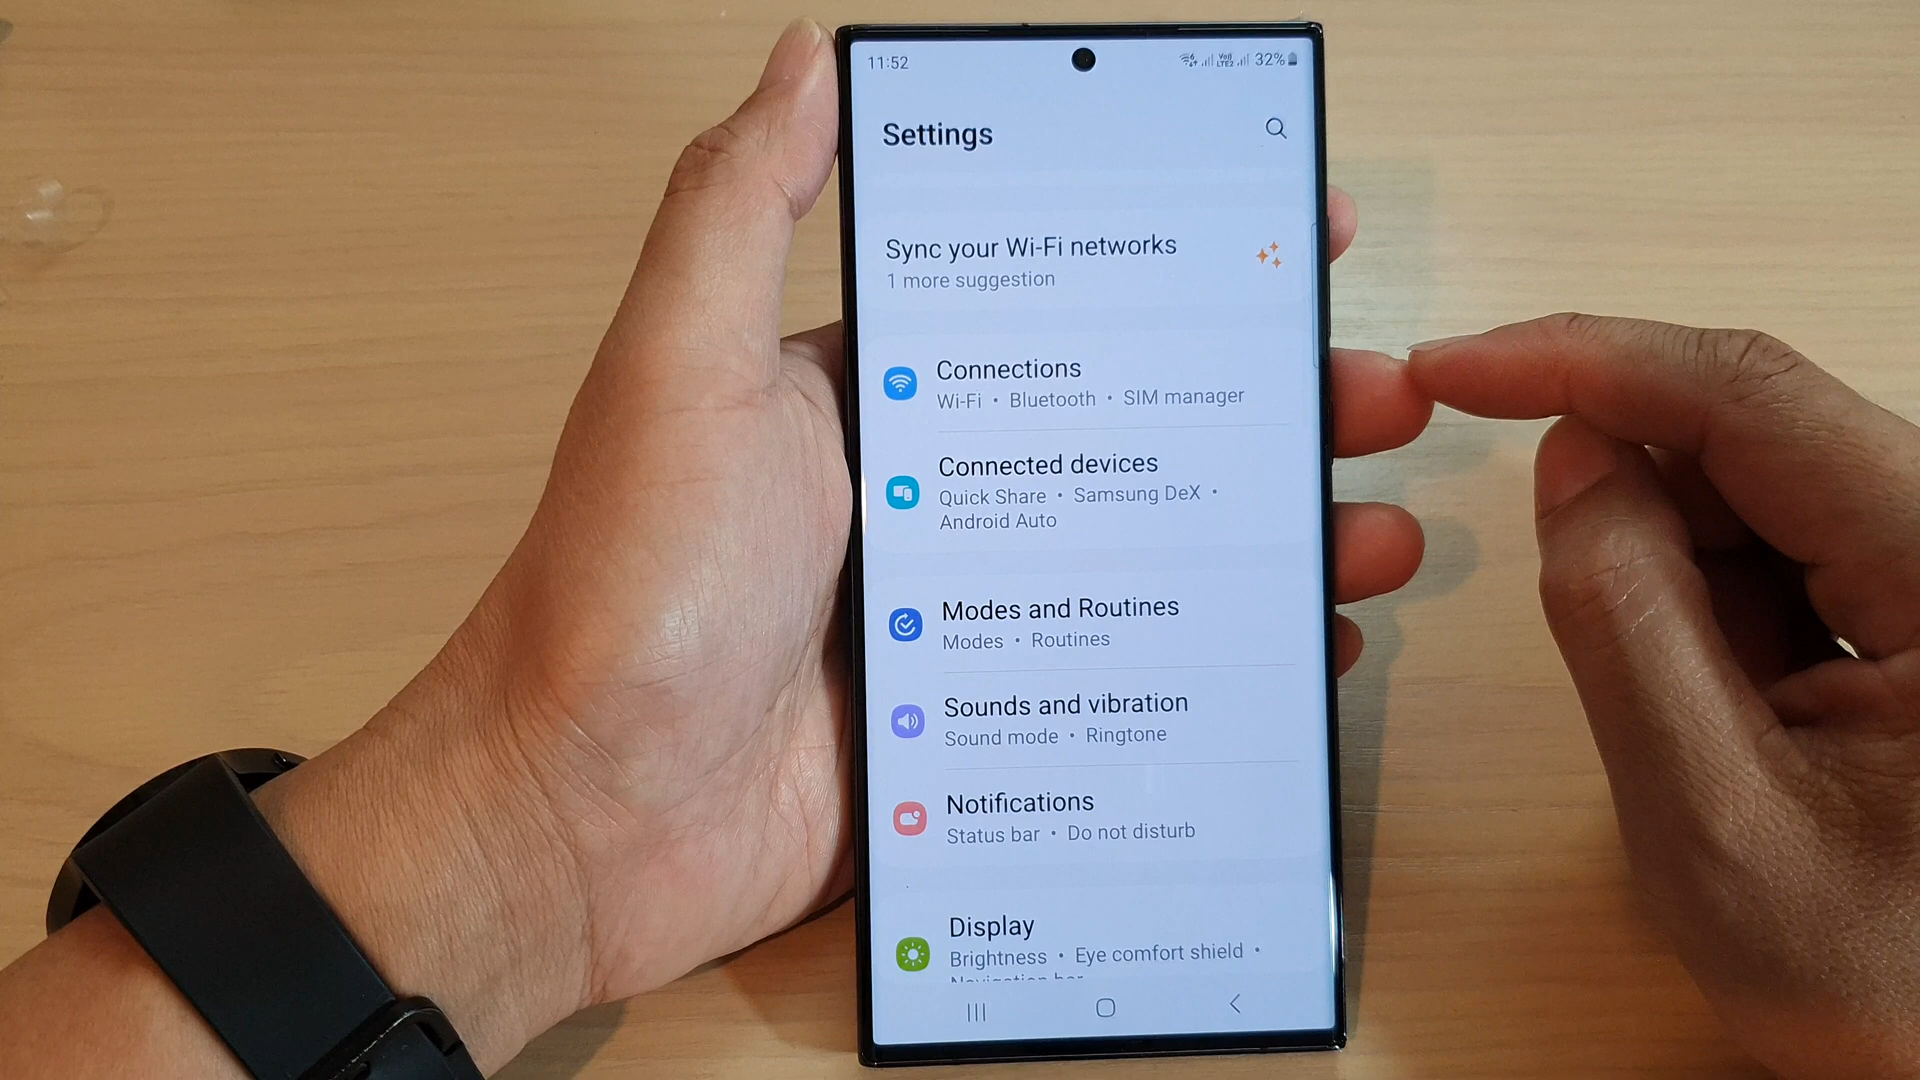 11:52
32%
Settings
Sync your Wi-Fi networks
1 more suggestion
Connections
Wi-Fi • Bluetooth • SIM manager
Connected devices
Quick Share • Samsung DeX •
Android Auto
Modes and Routines
Modes • Routines
Sounds and vibration
Sound mode • Ringtone
Notifications
Status bar • Do not disturb
Display
Brightness • Eye comfort shield •
Navigation bar